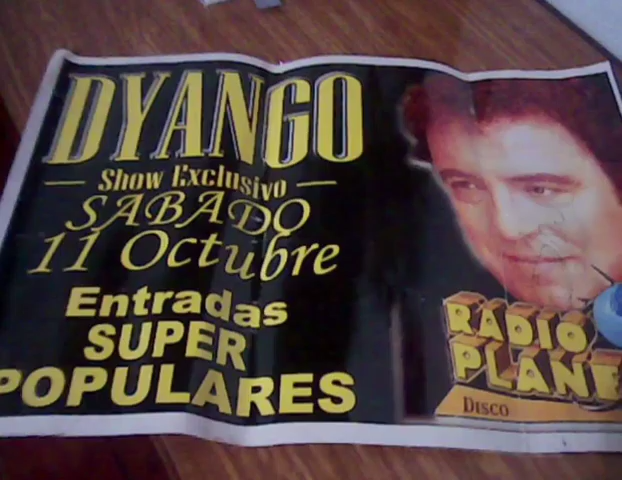 DYANGO
Show Exclusivo
SABADO
11 Octubre
Entradas
SUPER
POPULARES
RADIO
PLANE
DISCO